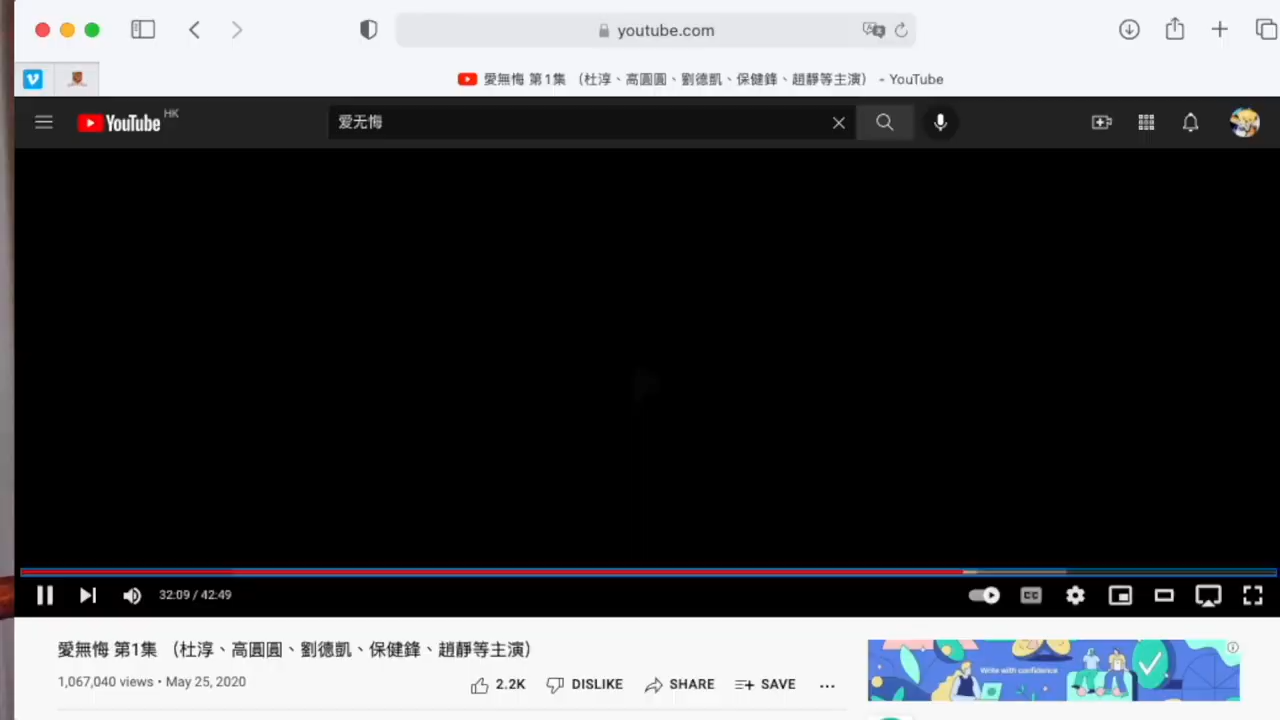 youtube.com
愛無悔 第1集 （杜淳、高圓圓、劉德凱、保健鋒、趙靜等主演） - YouTube
YouTube HK
爱无悔
32:09 / 42:49
CC
愛無悔 第1集 （杜淳、高圓圓、劉德凱、保健鋒、趙靜等主演）
1,067,040 views • May 25, 2020
2.2K DISLIKE SHARE SAVE ...
Write with confidence